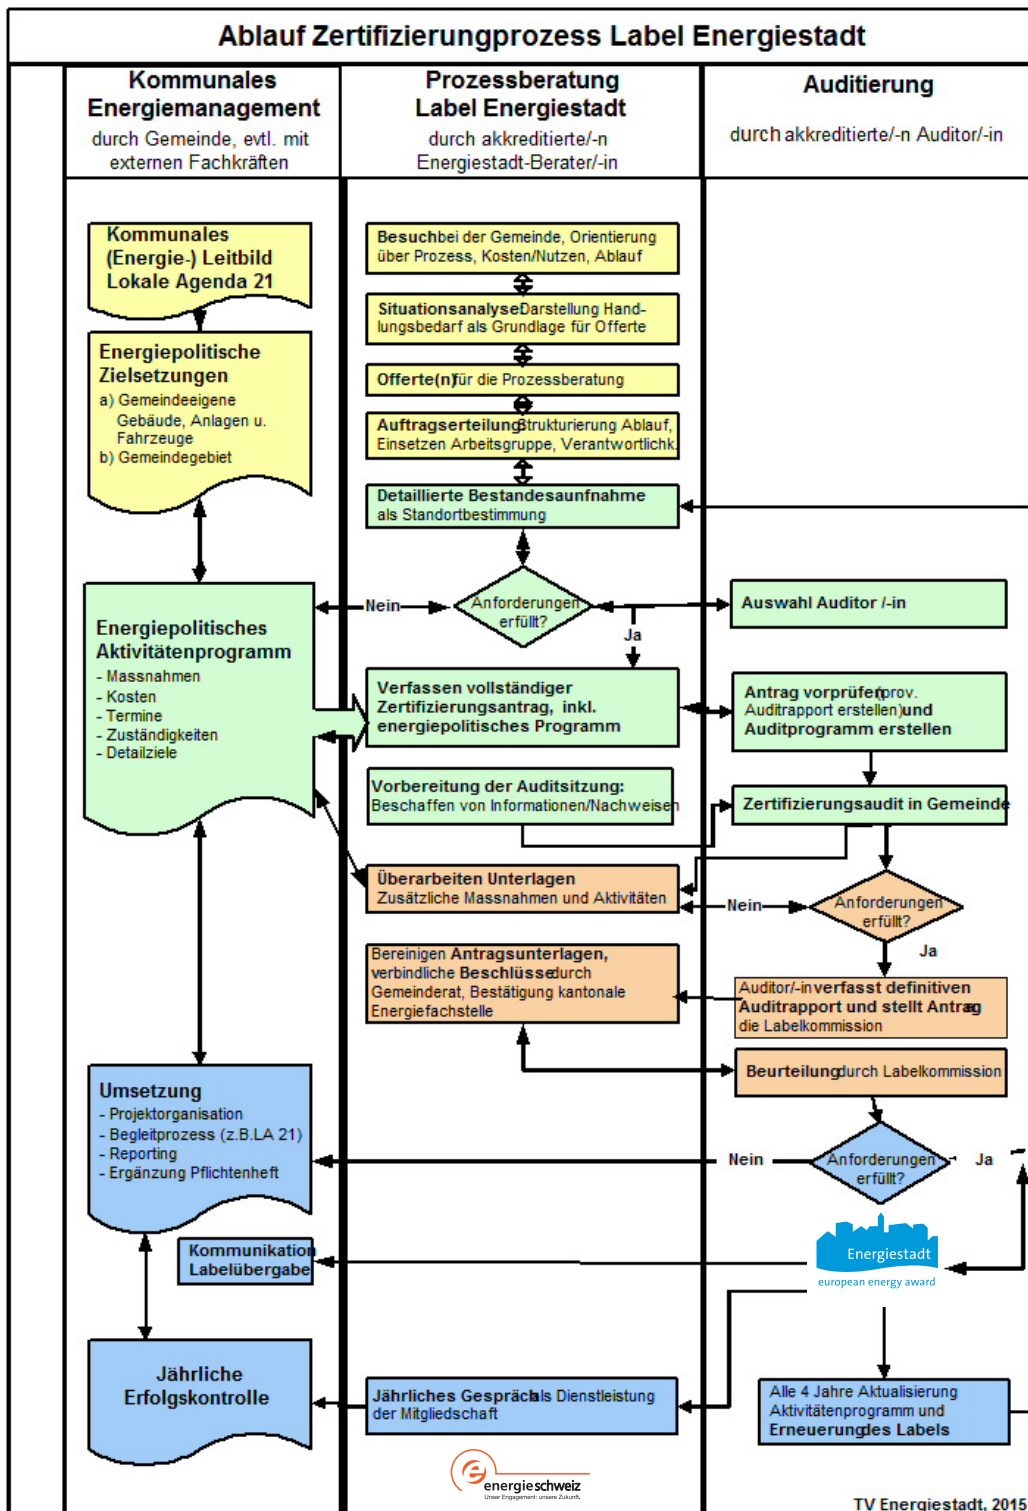 Ablauf Zertifizierungprozess Label Energiestadt
Kommunales
Energiemanagement
durch Gemeinde, evtl. mit
externen Fachkräften
Prozessberatung
Label Energiestadt
durch akkreditierte/-n
Energiestadt-Berater/-in
Auditierung
durch akkreditierte/-n Auditor/-in
Kommunales
(Energie-) Leitbild
Lokale Agenda 21
Energiepolitische
Zielsetzungen
a) Gemeindeeigene
Gebäude, Anlagen u.
Fahrzeuge
b) Gemeindegebiet
Energiepolitisches
Aktivitätenprogramm
- Massnahmen
- Kosten
- Termine
- Zuständigkeiten
- Detailziele
Umsetzung
- Projektorganisation
- Begleitprozess (z.B.LA 21)
- Reporting
- Ergänzung Pflichtenheft
Kommunikation
Labelübergabe
Jährliche
Erfolgskontrolle
Besuch bei der Gemeinde, Orientierung
über Prozess, Kosten/Nutzen, Ablauf
Situationsanalyse Darstellung Hand-
lungsbedarf als Grundlage für Offerte
Offerte(n) für die Prozessberatung
Auftragserteilung: Strukturierung Ablauf,
Einsetzen Arbeitsgruppe, Verantwortlichk.
Detaillierte Bestandesaufnahme
als Standortbestimmung
Nein
Anforderungen
erfüllt?
Ja
Verfassen vollständiger
Zertifizierungsantrag, inkl.
energiepolitisches Programm
Vorbereitung der Auditsitzung:
Beschaffen von Informationen/Nachweisen
Überarbeiten Unterlagen
Zusätzliche Massnahmen und Aktivitäten
Bereinigen Antragsunterlagen,
verbindliche Beschlüsse durch
Gemeinderat, Bestätigung kantonale
Energiefachstelle
Jährliches Gespräch als Dienstleistung
der Mitgliedschaft
Auswahl Auditor /-in
Antrag vorprüfen (prov.
Auditrapport erstellen) und
Auditprogramm erstellen
Zertifizierungsaudit in Gemeinde
Nein
Anforderungen
erfüllt?
Ja
Auditor/-in verfasst definitiven
Auditrapport und stellt Antrag
die Labelkommission
Beurteilung durch Labelkommission
Nein
Anforderungen
erfüllt?
Ja
Energiestadt
european energy award
Alle 4 Jahre Aktualisierung
Aktivitätenprogramm und
Erneuerung des Labels
energieschweiz
Unser Engagement: unsere Zukunft.
TV Energiestadt, 2015